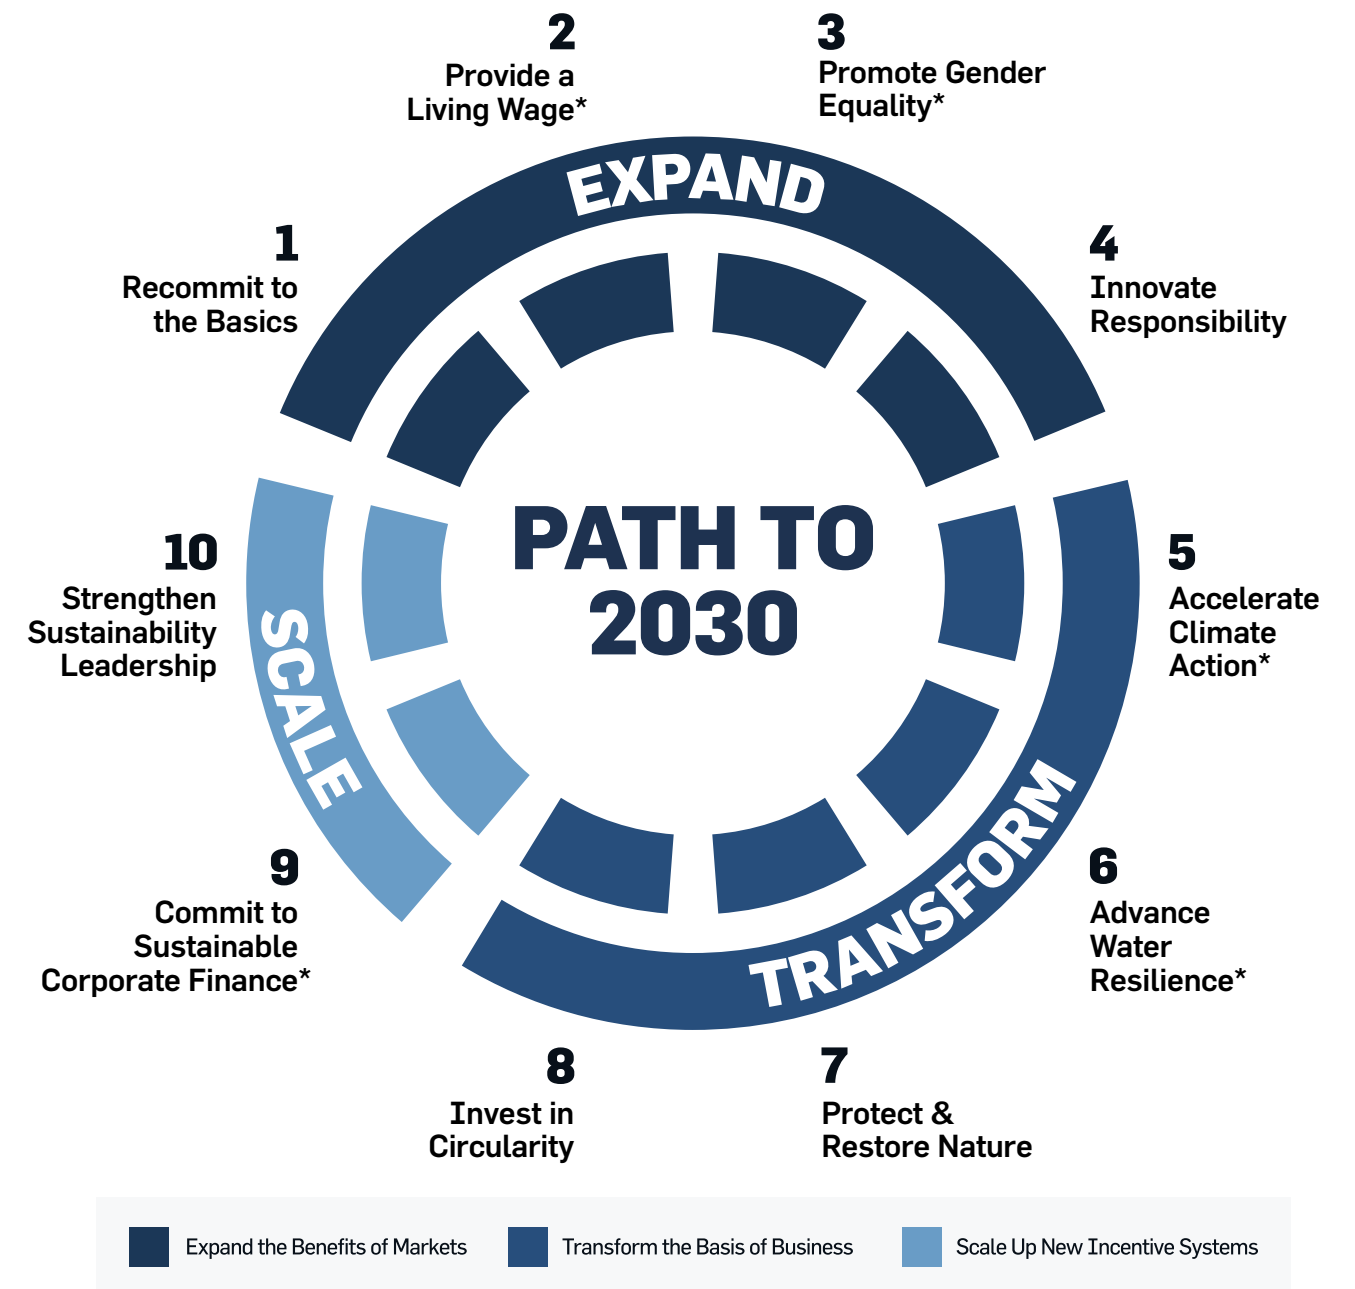 2
Provide a
Living Wage*
3
Promote Gender
Equality*
EXPAND
1
Recommit to
the Basics
4
Innovate
Responsibility
PATH TO
2030
10
Strengthen
Sustainability
Leadership
5
Accelerate
Climate
Action*
SCALE
TRANSFORM
9
Commit to
Sustainable
Corporate Finance*
6
Advance
Water
Resilience*
8
Invest in
Circularity
7
Protect &
Restore Nature
Expand the Benefits of Markets
Transform the Basis of Business
Scale Up New Incentive Systems